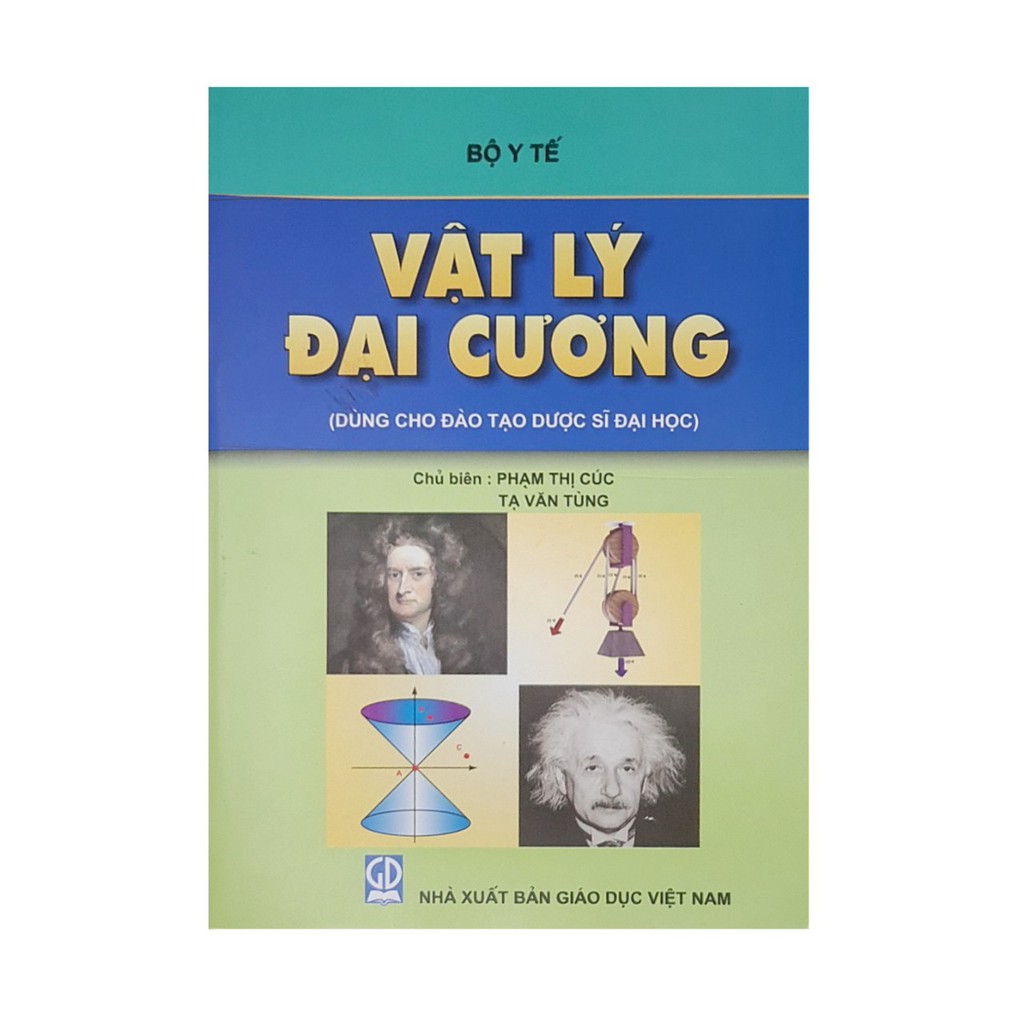 BỘ Y TẾ
VẬT LÝ
ĐẠI CƯƠNG
(DÙNG CHO ĐÀO TẠO DƯỢC SĨ ĐẠI HỌC)
Chủ biên : PHẠM THỊ CÚC
TẠ VĂN TÙNG
A
C
GD
NHÀ XUẤT BẢN GIÁO DỤC VIỆT NAM